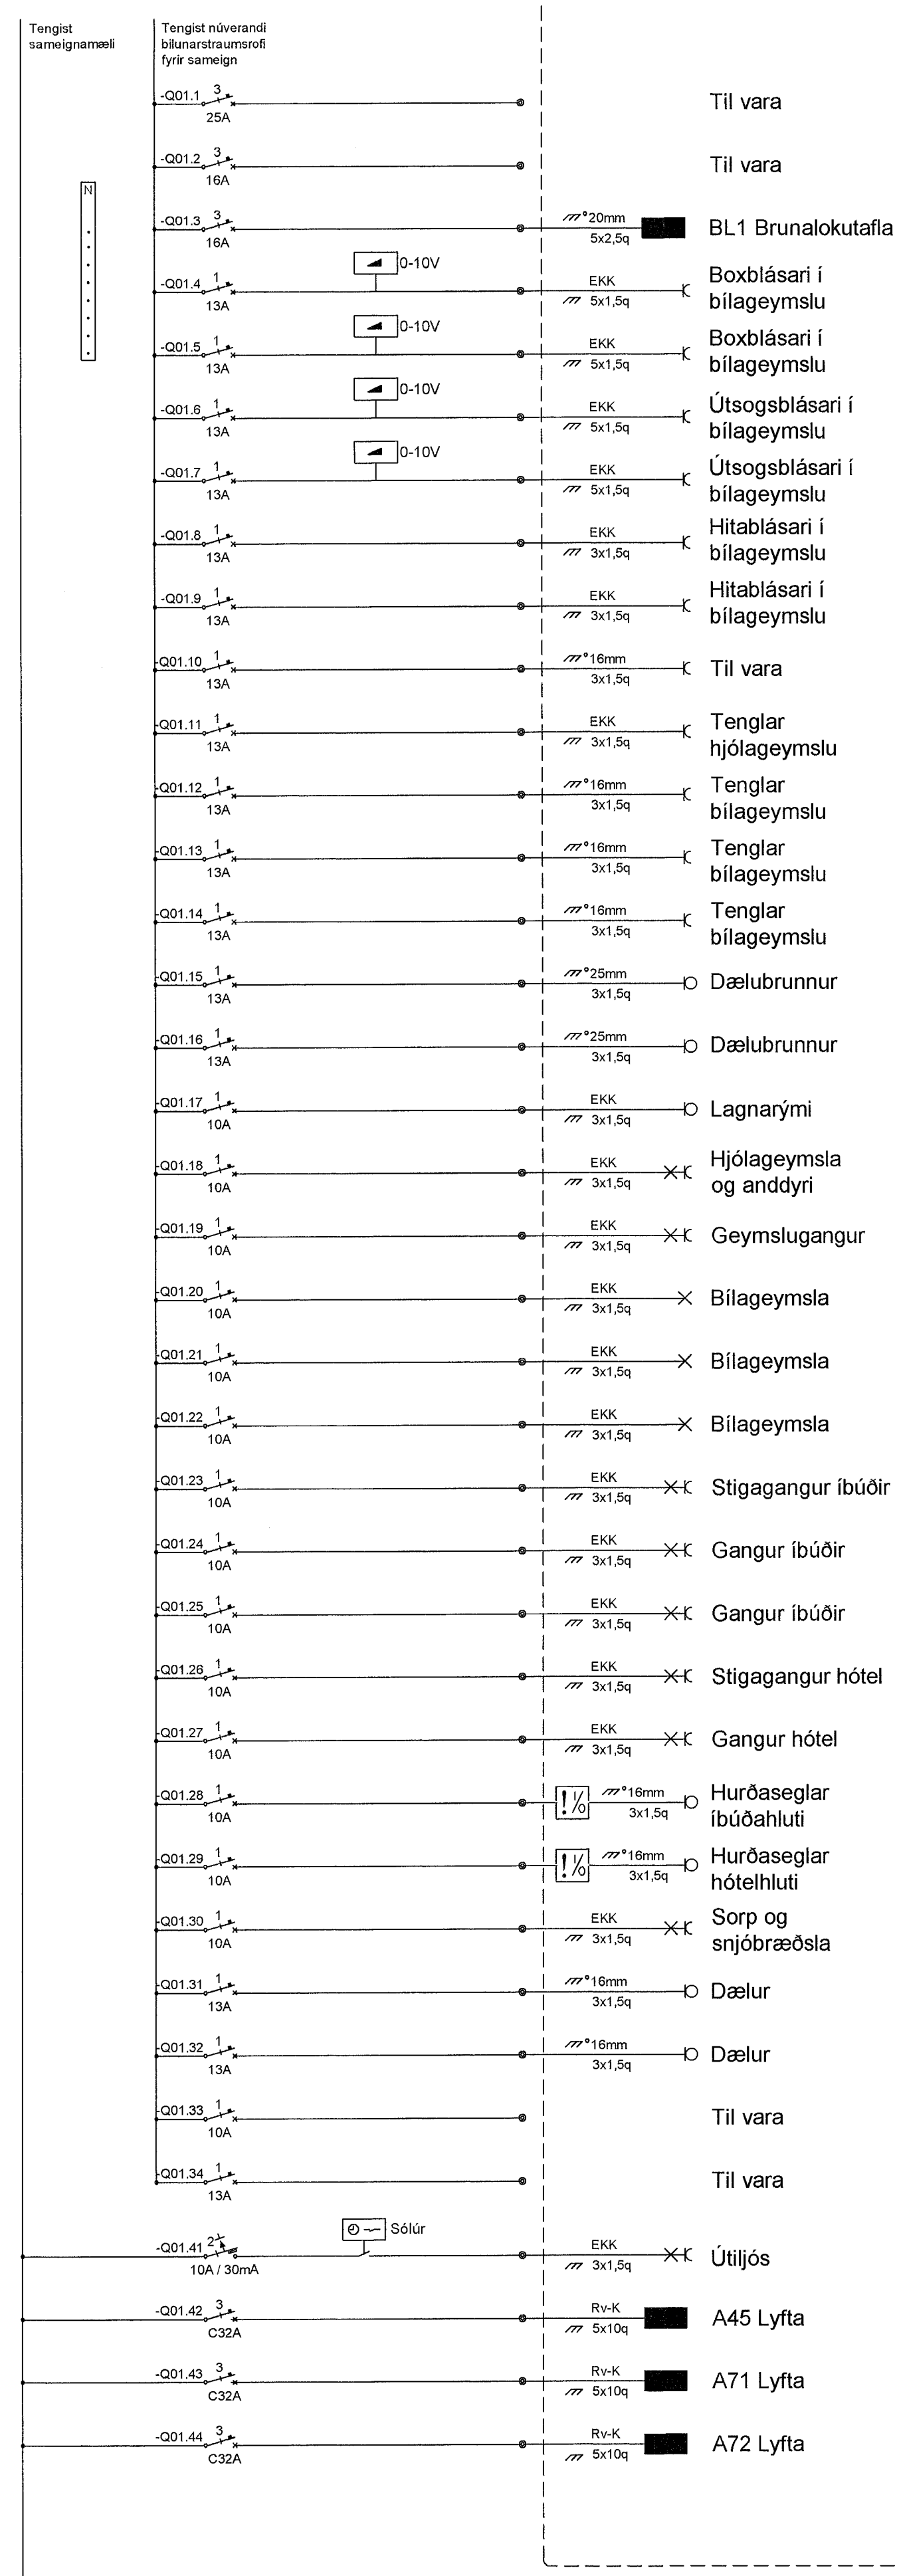 Tengist
sameignamæli
Tengist núverandi
bilunarstraumsrofi
fyrir sameign
N
-Q01.1 3
25A
Til vara
-Q01.2 3
16A
Til vara
-Q01.3 3
16A
20mm
5x2,5q
BL1 Brunalokutafla
0-10V
-Q01.4 1
13A
EKK
5x1,5q
Boxblásari í
bílageymslu
0-10V
-Q01.5 1
13A
EKK
5x1,5q
Boxblásari í
bílageymslu
0-10V
-Q01.6 1
13A
EKK
5x1,5q
Útsogsblásari í
bílageymslu
0-10V
-Q01.7 1
13A
EKK
5x1,5q
Útsogsblásari í
bílageymslu
-Q01.8 1
13A
EKK
3x1,5q
Hitablásari í
bílageymslu
-Q01.9 1
13A
EKK
3x1,5q
Hitablásari í
bílageymslu
-Q01.10 1
13A
16mm
3x1,5q
Til vara
-Q01.11 1
13A
EKK
3x1,5q
Tenglar
hjólageymslu
-Q01.12 1
13A
16mm
3x1,5q
Tenglar
bílageymslu
-Q01.13 1
13A
16mm
3x1,5q
Tenglar
bílageymslu
-Q01.14 1
13A
16mm
3x1,5q
Tenglar
bílageymslu
-Q01.15 1
13A
25mm
3x1,5q
Dælubrunnur
-Q01.16 1
13A
25mm
3x1,5q
Dælubrunnur
-Q01.17 1
10A
EKK
3x1,5q
Lagnarými
-Q01.18 1
10A
EKK
3x1,5q
Hjólageymsla
og anddyri
-Q01.19 1
10A
EKK
3x1,5q
Geymslugangur
-Q01.20 1
10A
EKK
3x1,5q
Bílageymsla
-Q01.21 1
10A
EKK
3x1,5q
Bílageymsla
-Q01.22 1
10A
EKK
3x1,5q
Bílageymsla
-Q01.23 1
10A
EKK
3x1,5q
Stigagangur íbúðir
-Q01.24 1
10A
EKK
3x1,5q
Gangur íbúðir
-Q01.25 1
10A
EKK
3x1,5q
Gangur íbúðir
-Q01.26 1
10A
EKK
3x1,5q
Stigagangur hótel
-Q01.27 1
10A
EKK
3x1,5q
Gangur hótel
-Q01.28 1
10A
! 1/0
16mm
3x1,5q
Hurðaseglar
íbúðahluti
-Q01.29 1
10A
! 1/0
16mm
3x1,5q
Hurðaseglar
hótelhluti
-Q01.30 1
10A
EKK
3x1,5q
Sorp og
snjóbræðsla
-Q01.31 1
13A
16mm
3x1,5q
Dælur
-Q01.32 1
13A
16mm
3x1,5q
Dælur
-Q01.33 1
10A
Til vara
-Q01.34 1
13A
Til vara
Sólúr
-Q01.41 2
10A / 30mA
EKK
3x1,5q
Útiljós
-Q01.42 3
C32A
Rv-K
5x10q
A45 Lyfta
-Q01.43 3
C32A
Rv-K
5x10q
A71 Lyfta
-Q01.44 3
C32A
Rv-K
5x10q
A72 Lyfta